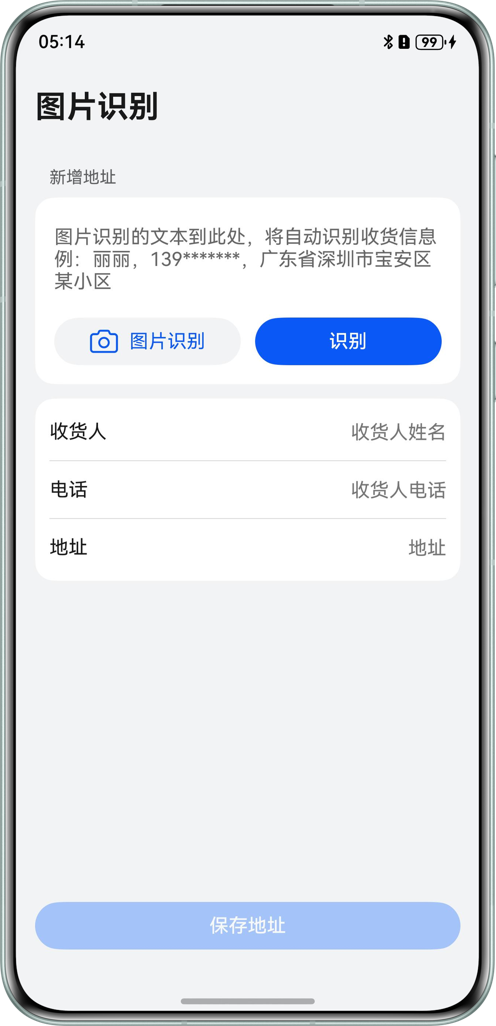 05:14
99
图片识别
新增地址
图片识别的文本到此处，将自动识别收货信息
例：丽丽，139*******，广东省深圳市宝安区
某小区
图片识别
识别
收货人
收货人姓名
电话
收货人电话
地址
地址
保存地址